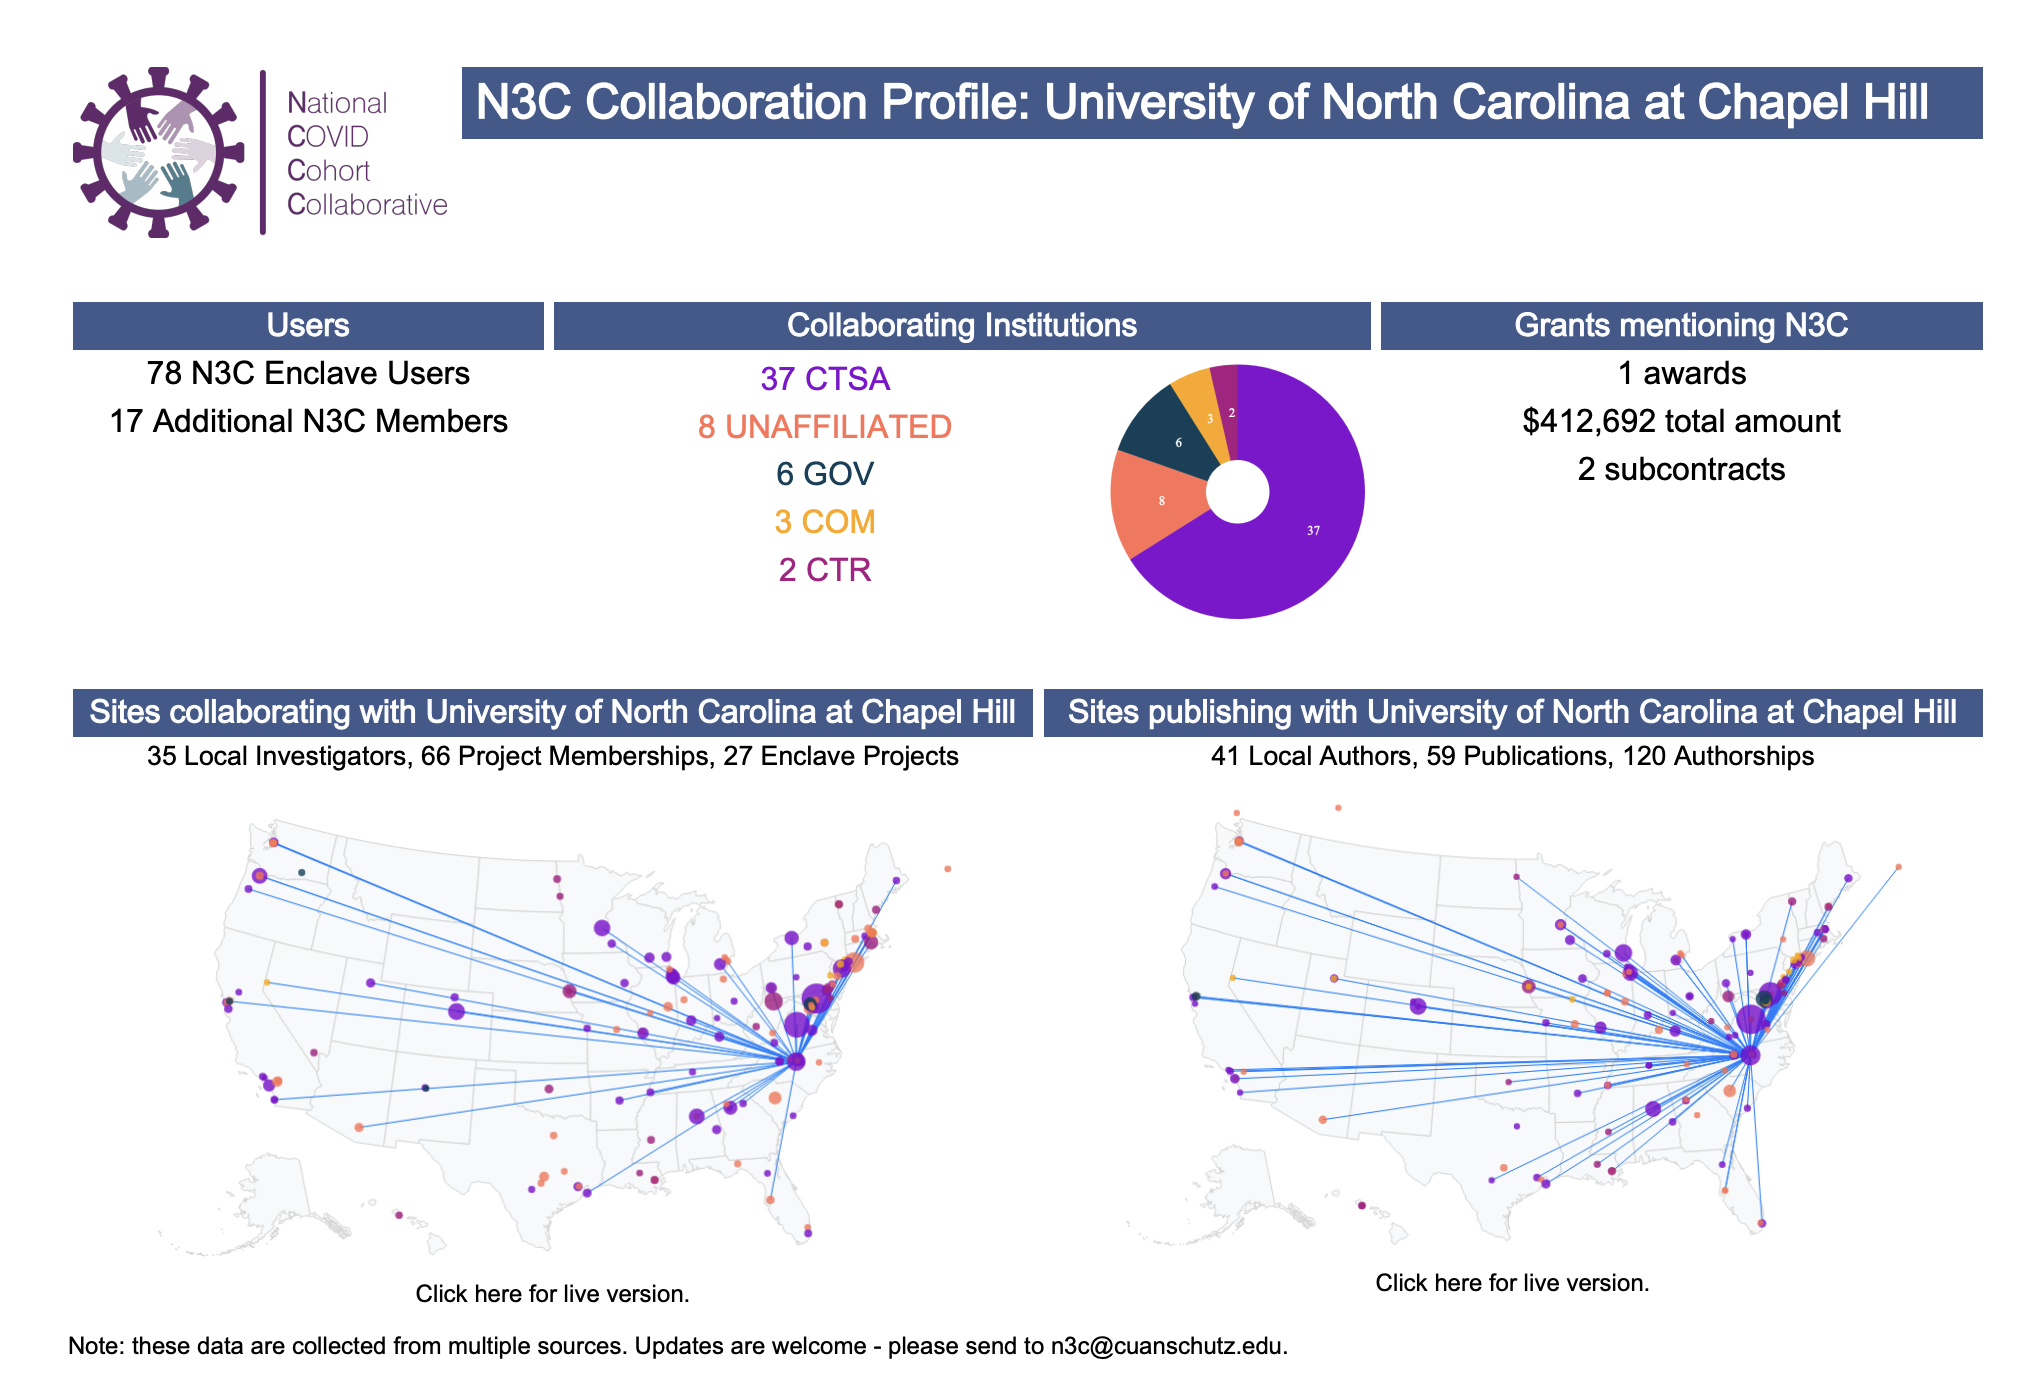 National
COVID
Cohort
Collaborative
N3C Collaboration Profile: University of North Carolina at Chapel Hill
Users
78 N3C Enclave Users
17 Additional N3C Members
Collaborating Institutions
37 CTSA
8 UNAFFILIATED
6 GOV
3 COM
2 CTR
2
3
6
8
37
Grants mentioning N3C
1 awards
$412,692 total amount
2 subcontracts
Sites collaborating with University of North Carolina at Chapel Hill
35 Local Investigators, 66 Project Memberships, 27 Enclave Projects
Click here for live version.
Sites publishing with University of North Carolina at Chapel Hill
41 Local Authors, 59 Publications, 120 Authorships
Click here for live version.
Note: these data are collected from multiple sources. Updates are welcome - please send to n3c@cuanschutz.edu.